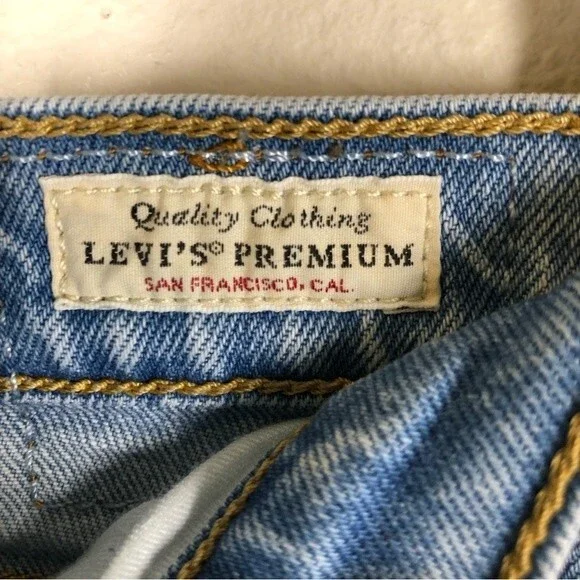 Quality Clothing
LEVI'S® PREMIUM
SAN FRANCISCO, CAL.